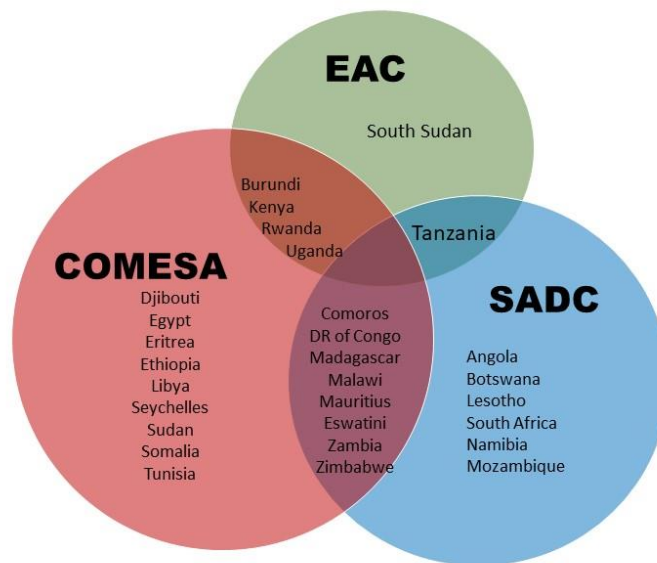 EAC
South Sudan
Burundi
Kenya
Rwanda
Uganda
Tanzania
COMESA
Djibouti
Egypt
Eritrea
Ethiopia
Libya
Seychelles
Sudan
Somalia
Tunisia
Comoros
DR of Congo
Madagascar
Malawi
Mauritius
Eswatini
Zambia
Zimbabwe
SADC
Angola
Botswana
Lesotho
South Africa
Namibia
Mozambique